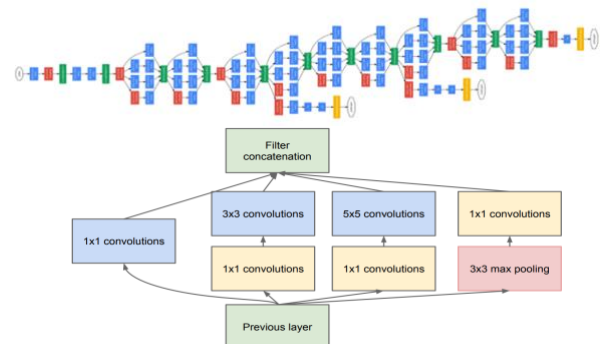 Filter
concatenation
3x3 convolutions
5x5 convolutions
1x1 convolutions
1x1 convolutions
1x1 convolutions
1x1 convolutions
3x3 max pooling
Previous layer